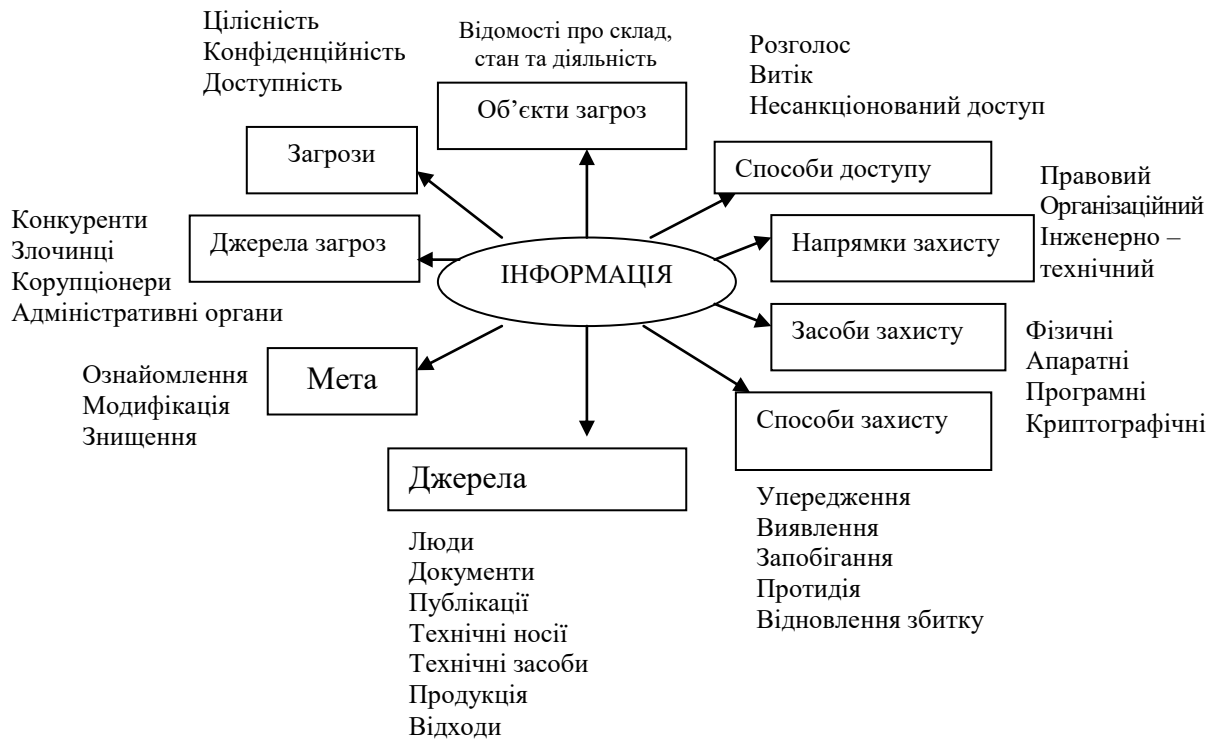 Цілісність
Конфіденційність
Доступність
Загрози
Відомості про склад,
стан та діяльність
Об’єкти загроз
Розголос
Витік
Несанкціонований доступ
Способи доступу
Конкуренти
Злочинці
Корупціонери
Адміністративні органи
Джерела загроз
ІНФОРМАЦІЯ
Напрямки захисту
Правовий
Організаційний
Інженерно –
технічний
Засоби захисту
Фізичні
Апаратні
Програмні
Криптографічні
Ознайомлення
Модифікація
Знищення
Мета
Способи захисту
Упередження
Виявлення
Запобігання
Протидія
Відновлення збитку
Джерела
Люди
Документи
Публікації
Технічні носії
Технічні засоби
Продукція
Відходи